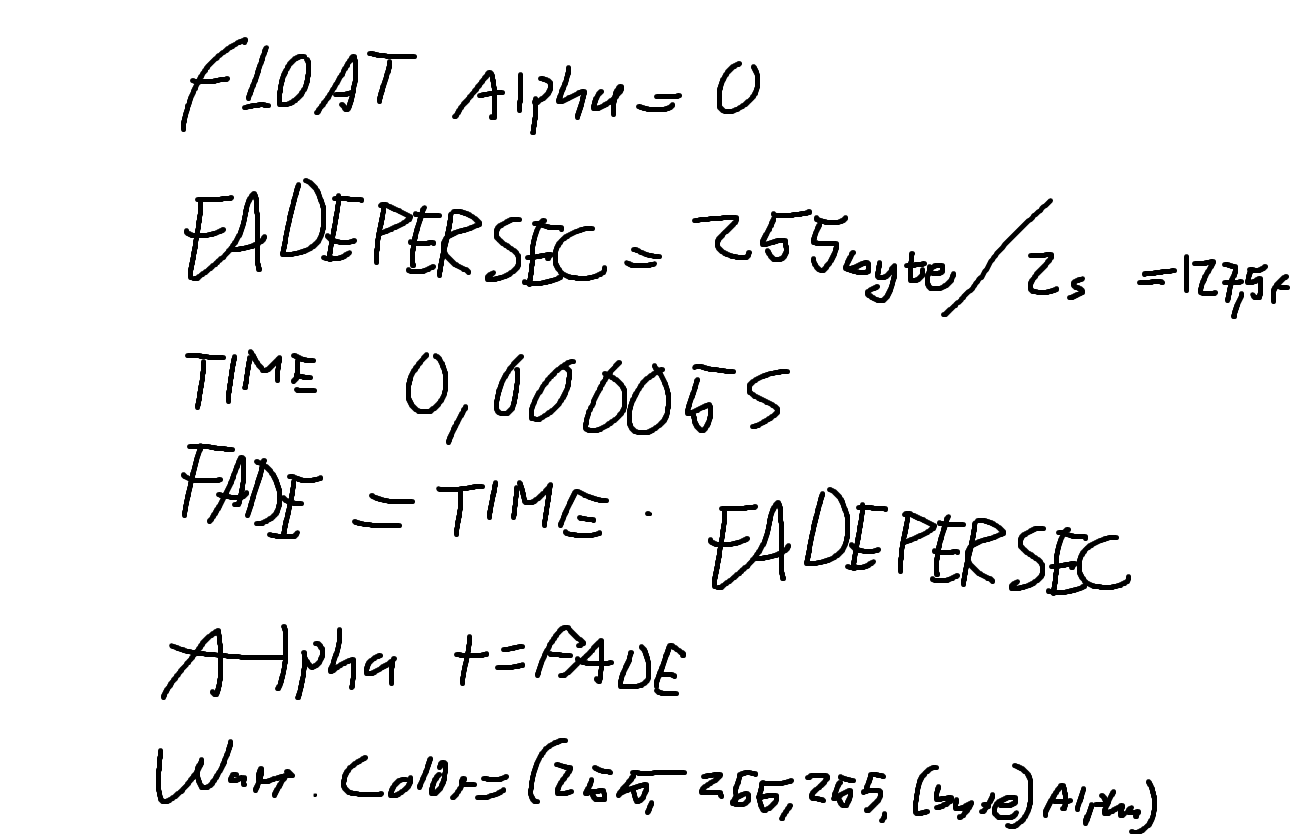 FLOAT Alpha = 0
FADEPERSEC = 255byte/2s = 127,5f
TIME 0,00005S
FADE = TIME · FADEPERSEC
Alpha += FADE
Color = (255, 255, 255, (byte) Alpha)